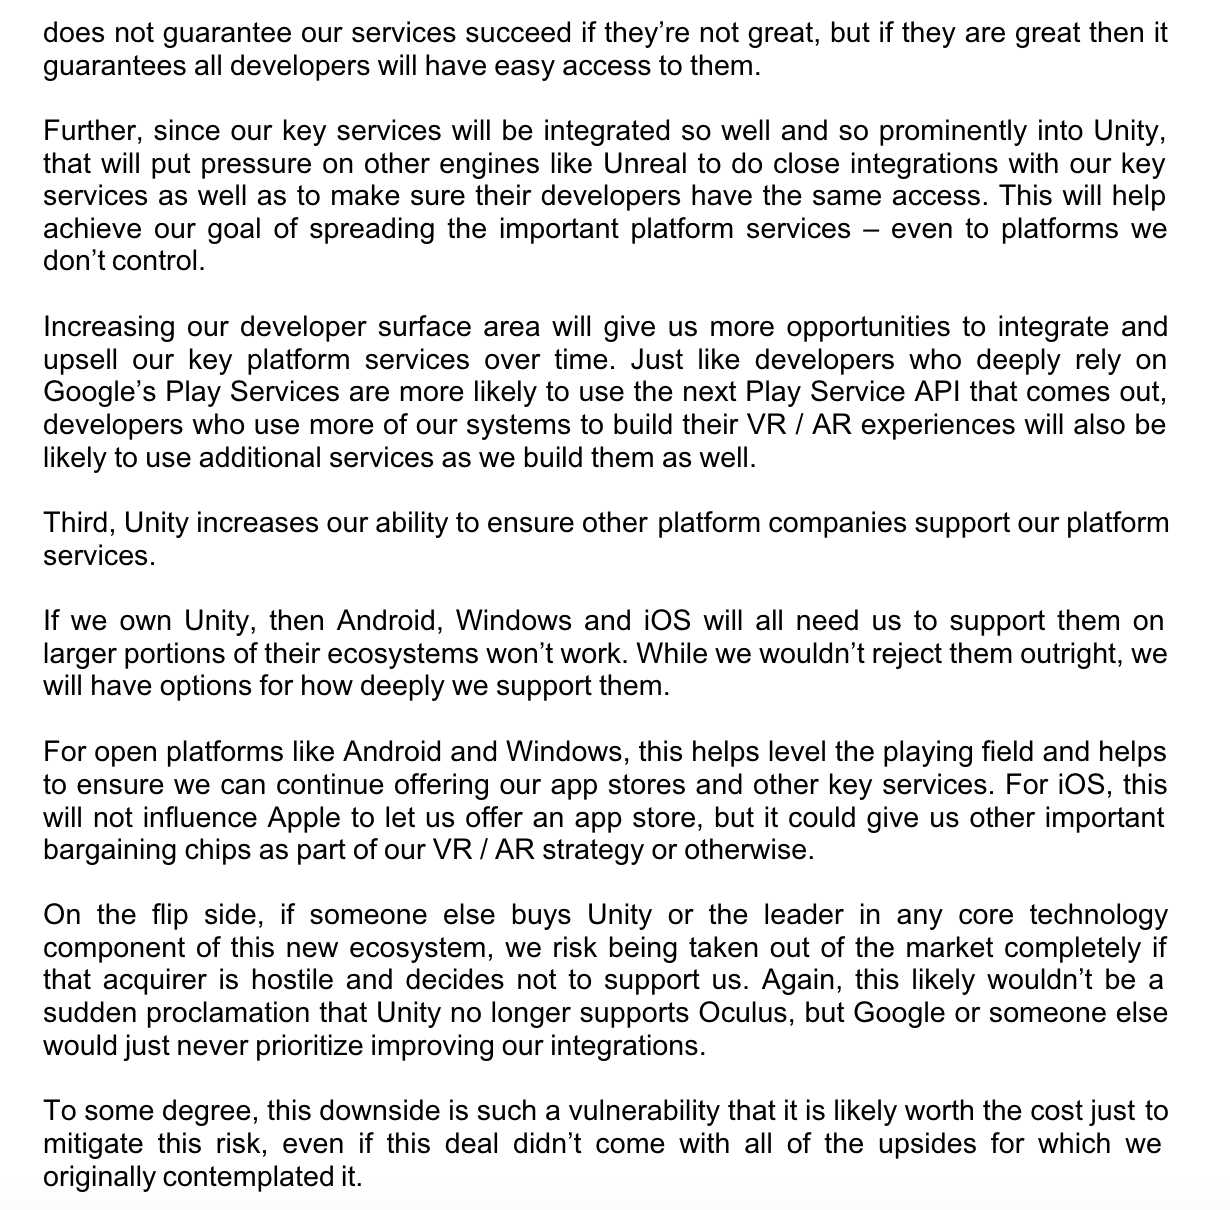 does not guarantee our services succeed if they’re not great, but if they are great then it
guarantees all developers will have easy access to them.
Further, since our key services will be integrated so well and so prominently into Unity,
that will put pressure on other engines like Unreal to do close integrations with our key
services as well as to make sure their developers have the same access. This will help
achieve our goal of spreading the important platform services – even to platforms we
don’t control.
Increasing our developer surface area will give us more opportunities to integrate and
upsell our key platform services over time. Just like developers who deeply rely on
Google’s Play Services are more likely to use the next Play Service API that comes out,
developers who use more of our systems to build their VR / AR experiences will also be
likely to use additional services as we build them as well.
Third, Unity increases our ability to ensure other platform companies support our platform
services.
If we own Unity, then Android, Windows and iOS will all need us to support them on
larger portions of their ecosystems won’t work. While we wouldn’t reject them outright, we
will have options for how deeply we support them.
For open platforms like Android and Windows, this helps level the playing field and helps
to ensure we can continue offering our app stores and other key services. For iOS, this
will not influence Apple to let us offer an app store, but it could give us other important
bargaining chips as part of our VR / AR strategy or otherwise.
On the flip side, if someone else buys Unity or the leader in any core technology
component of this new ecosystem, we risk being taken out of the market completely if
that acquirer is hostile and decides not to support us. Again, this likely wouldn’t be a
sudden proclamation that Unity no longer supports Oculus, but Google or someone else
would just never prioritize improving our integrations.
To some degree, this downside is such a vulnerability that it is likely worth the cost just to
mitigate this risk, even if this deal didn’t come with all of the upsides for which we
originally contemplated it.